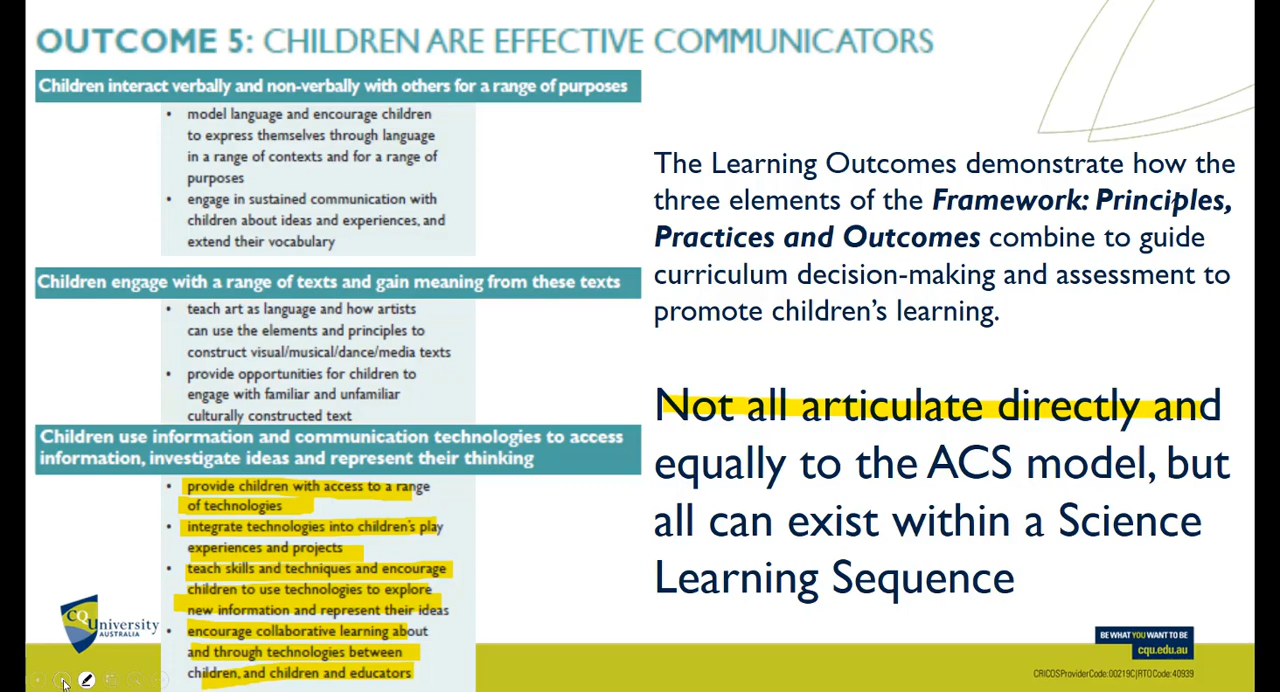 OUTCOME 5: CHILDREN ARE EFFECTIVE COMMUNICATORS
Children interact verbally and non-verbally with others for a range of purposes
• model language and encourage children
to express themselves through language
in a range of contexts and for a range of
purposes
• engage in sustained communication with
children about ideas and experiences, and
extend their vocabulary
Children engage with a range of texts and gain meaning from these texts
• teach art as language and how artists
can use the elements and principles to
construct visual/musical/dance/media texts
• provide opportunities for children to
engage with familiar and unfamiliar
culturally constructed text
Children use information and communication technologies to access
information, investigate ideas and represent their thinking
• provide children with access to a range
of technologies
• integrate technologies into children's play
experiences and projects
• teach skills and techniques and encourage
children to use technologies to explore
new information and represent their ideas
• encourage collaborative learning about
and through technologies between
children, and children and educators
The Learning Outcomes demonstrate how the
three elements of the Framework: Principles,
Practices and Outcomes combine to guide
curriculum decision-making and assessment to
promote children's learning.
Not all articulate directly and
equally to the ACS model, but
all can exist within a Science
Learning Sequence
CQUniversity
AUSTRALIA
BE WHAT YOU WANT TO BE
cqu.edu.au
CRICOS Provider Code: 00219C | RTO Code: 40939